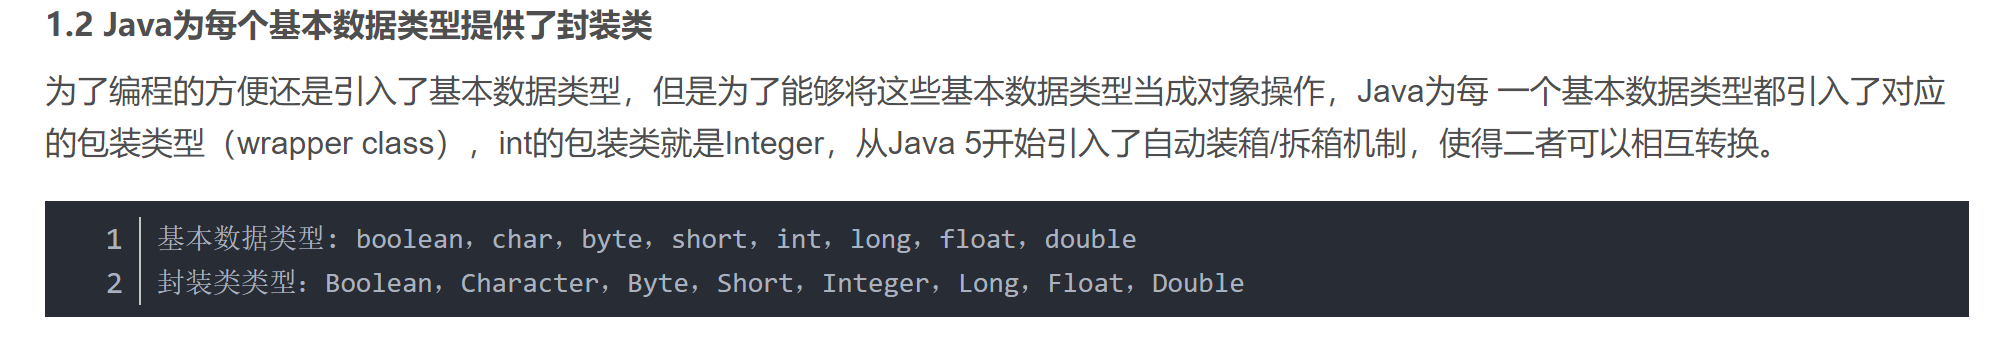 1.2 Java为每个基本数据类型提供了封装类
为了编程的方便还是引入了基本数据类型，但是为了能够将这些基本数据类型当成对象操作，Java为每 一个基本数据类型都引入了对应
的包装类型（wrapper class），int的包装类就是Integer，从Java 5开始引入了自动装箱/拆箱机制，使得二者可以相互转换。
1 基本数据类型: boolean，char，byte，short，int，long，float，double
2 封装类类型：Boolean，Character，Byte，Short，Integer，Long，Float，Double